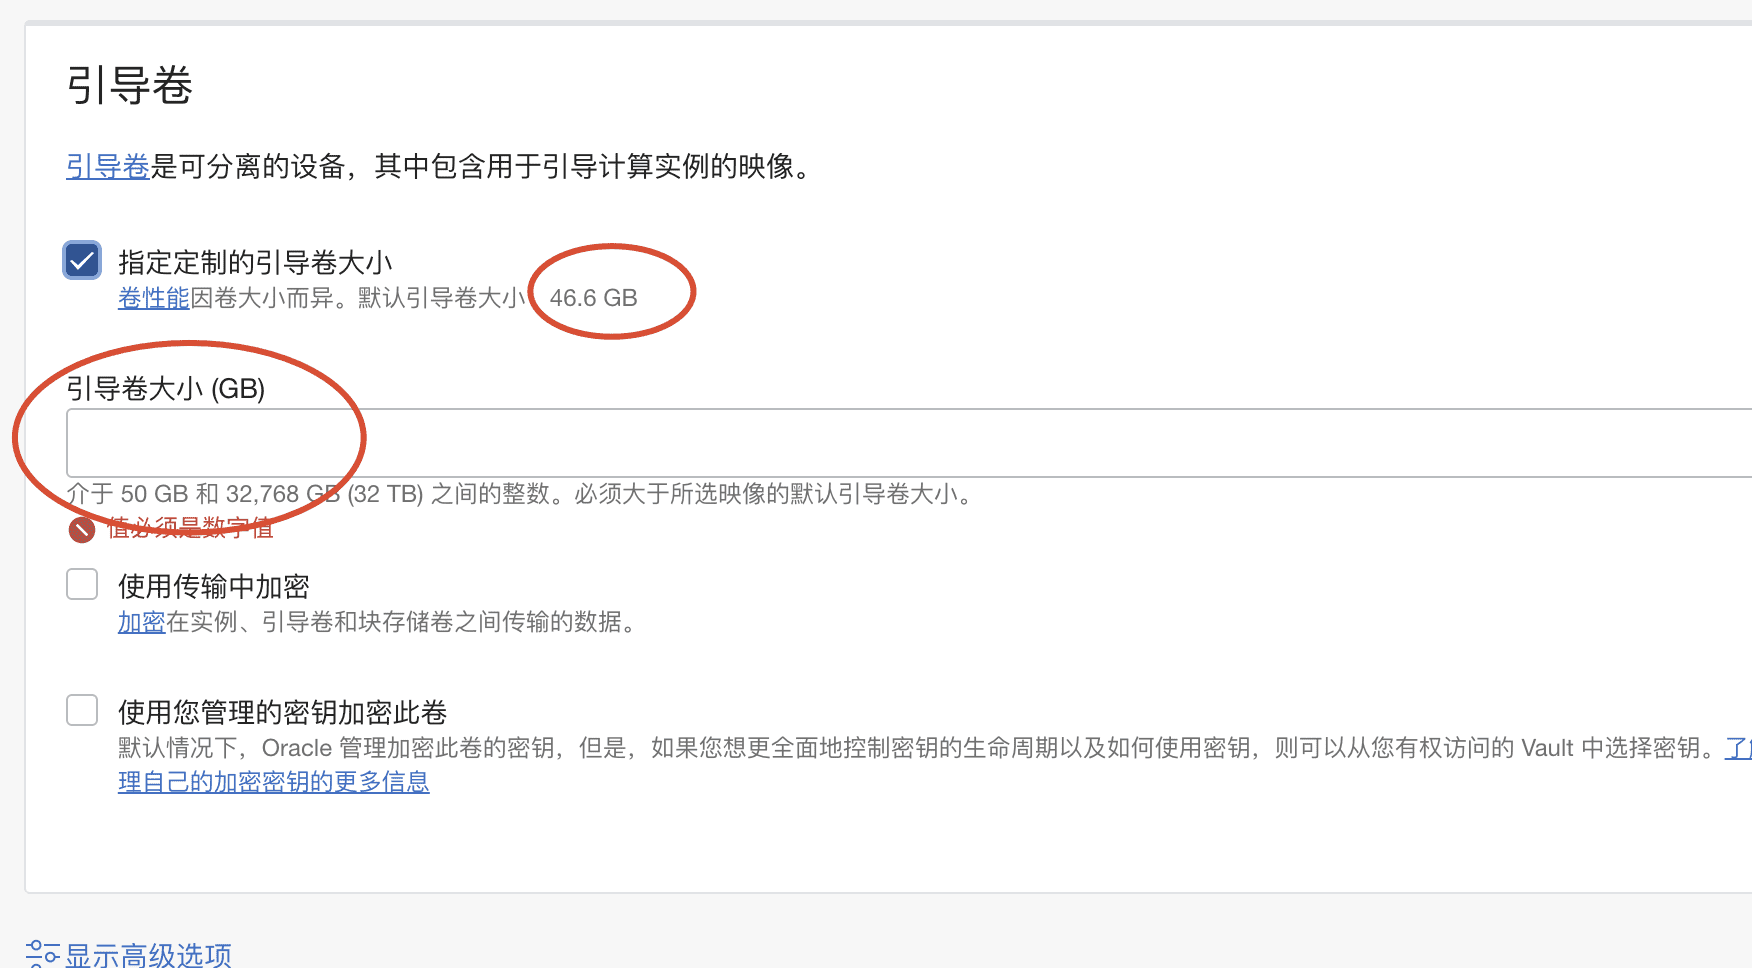 引导卷
引导卷是可分离的设备，其中包含用于引导计算实例的映像。
指定定制的引导卷大小
卷性能因卷大小而异。默认引导卷大小 46.6 GB
引导卷大小 (GB)
介于 50 GB 和 32,768 GB (32 TB) 之间的整数。必须大于所选映像的默认引导卷大小。
值必须是数字值
使用传输中加密
加密在实例、引导卷和块存储卷之间传输的数据。
使用您管理的密钥加密此卷
默认情况下，Oracle 管理加密此卷的密钥，但是，如果您想更全面地控制密钥的生命周期以及如何使用密钥，则可以从您有权访问的 Vault 中选择密钥。了
理自己的加密密钥的更多信息
显示高级选项